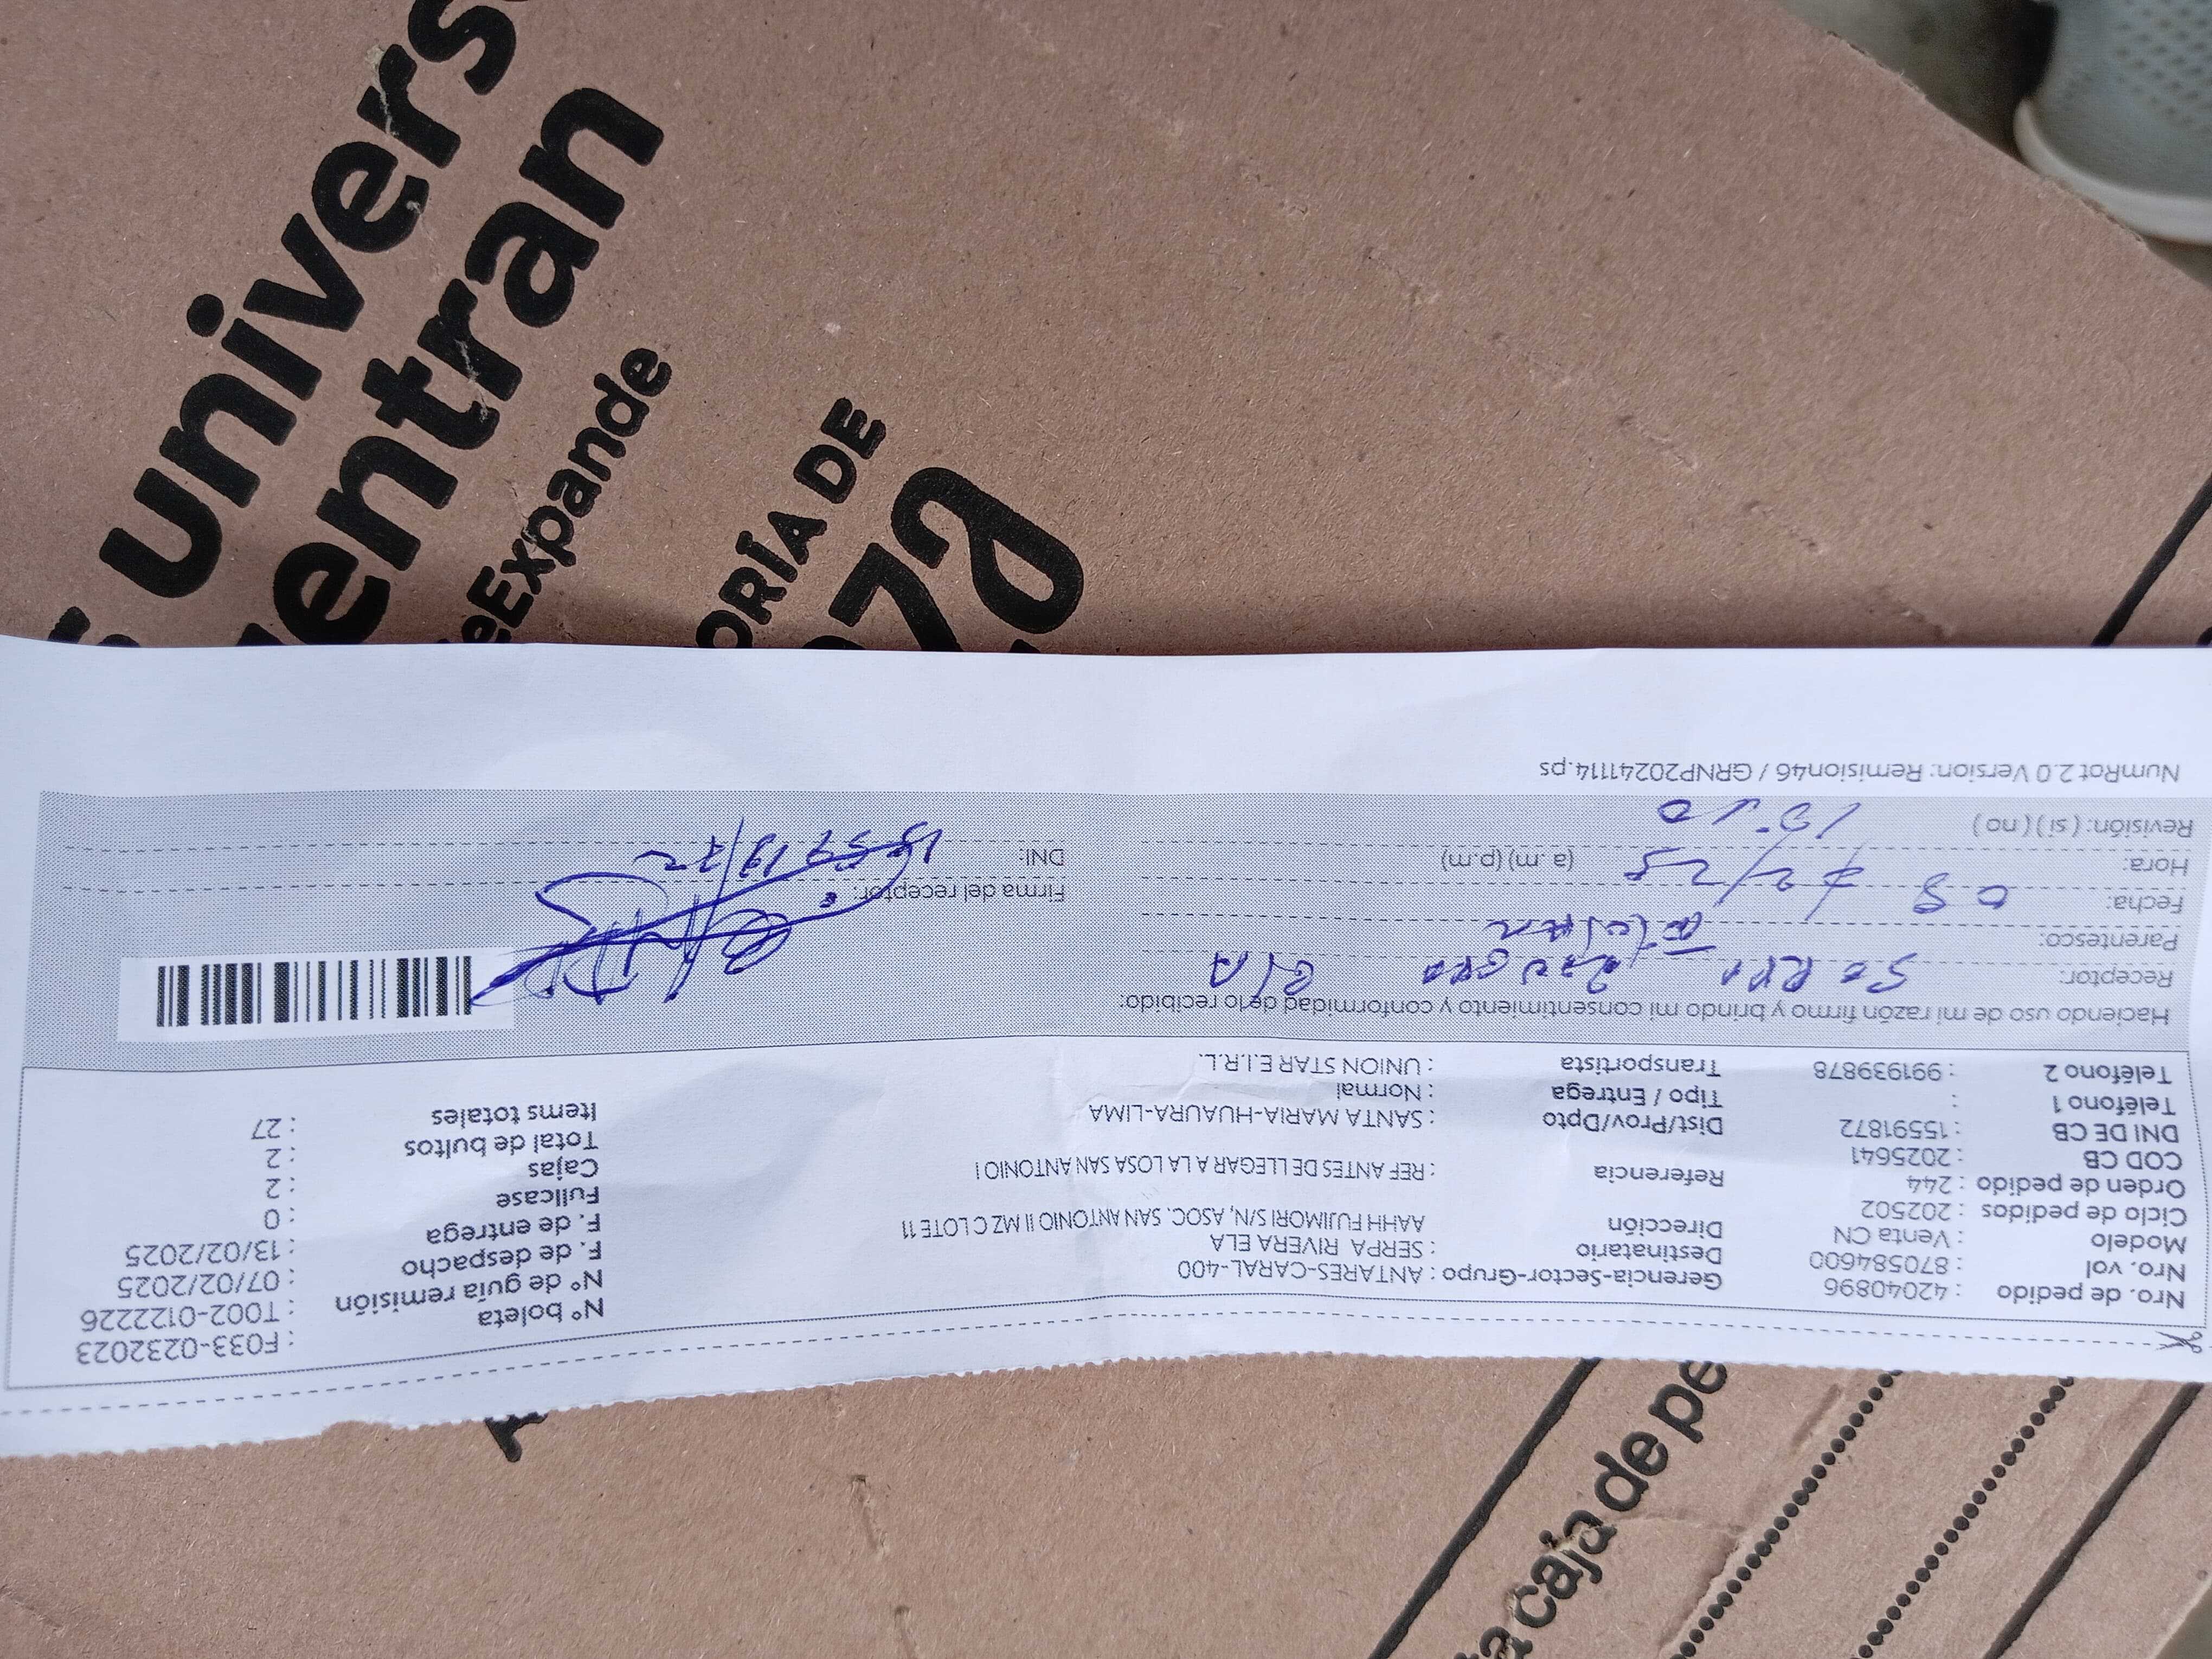 Nro. de pedido : 42040896 Gerencia-Sector-Grupo : ANTARES-CARAL-400 N° boleta : F033-0232023
Nro. vol : 870584600 Destinatario : SERPA RIVERA ELA N° de guía remisión : T002-0122226
Modelo : Venta CN Dirección AAHH FUJIMORI S/N, ASOC. SAN ANTONIO II MZ C LOTE 11 F. de despacho : 07/02/2025
Ciclo de pedidos : 202502 F. de entrega : 13/02/2025
Orden de pedido : 244 Referencia : REF ANTES DE LLEGAR A LA LOSA SAN ANTONIO I Fullcase : 0
COD CB : 2025641 Cajas : 2
DNI DE CB : 15591872 Dist/Prov/Dpto : SANTA MARIA-HUAURA-LIMA Total de bultos : 2
Teléfono 1 : Tipo / Entrega : Normal Items totales : 27
Teléfono 2 : 991939878 Transportista : UNION STAR E.I.R.L.
Haciendo uso de mi razón firmo y brindo mi consentimiento y conformidad de lo recibido:
Receptor:
Parentesco:
Fecha: Firma del receptor:
Hora: (a.m) (p.m) DNI:
Revisión: ( si ) ( no )
NumRot 2.0 Version: Remision46 / GRNP20241114.ps
univers
entran
eExpande
ORÍA DE
a caja de pe